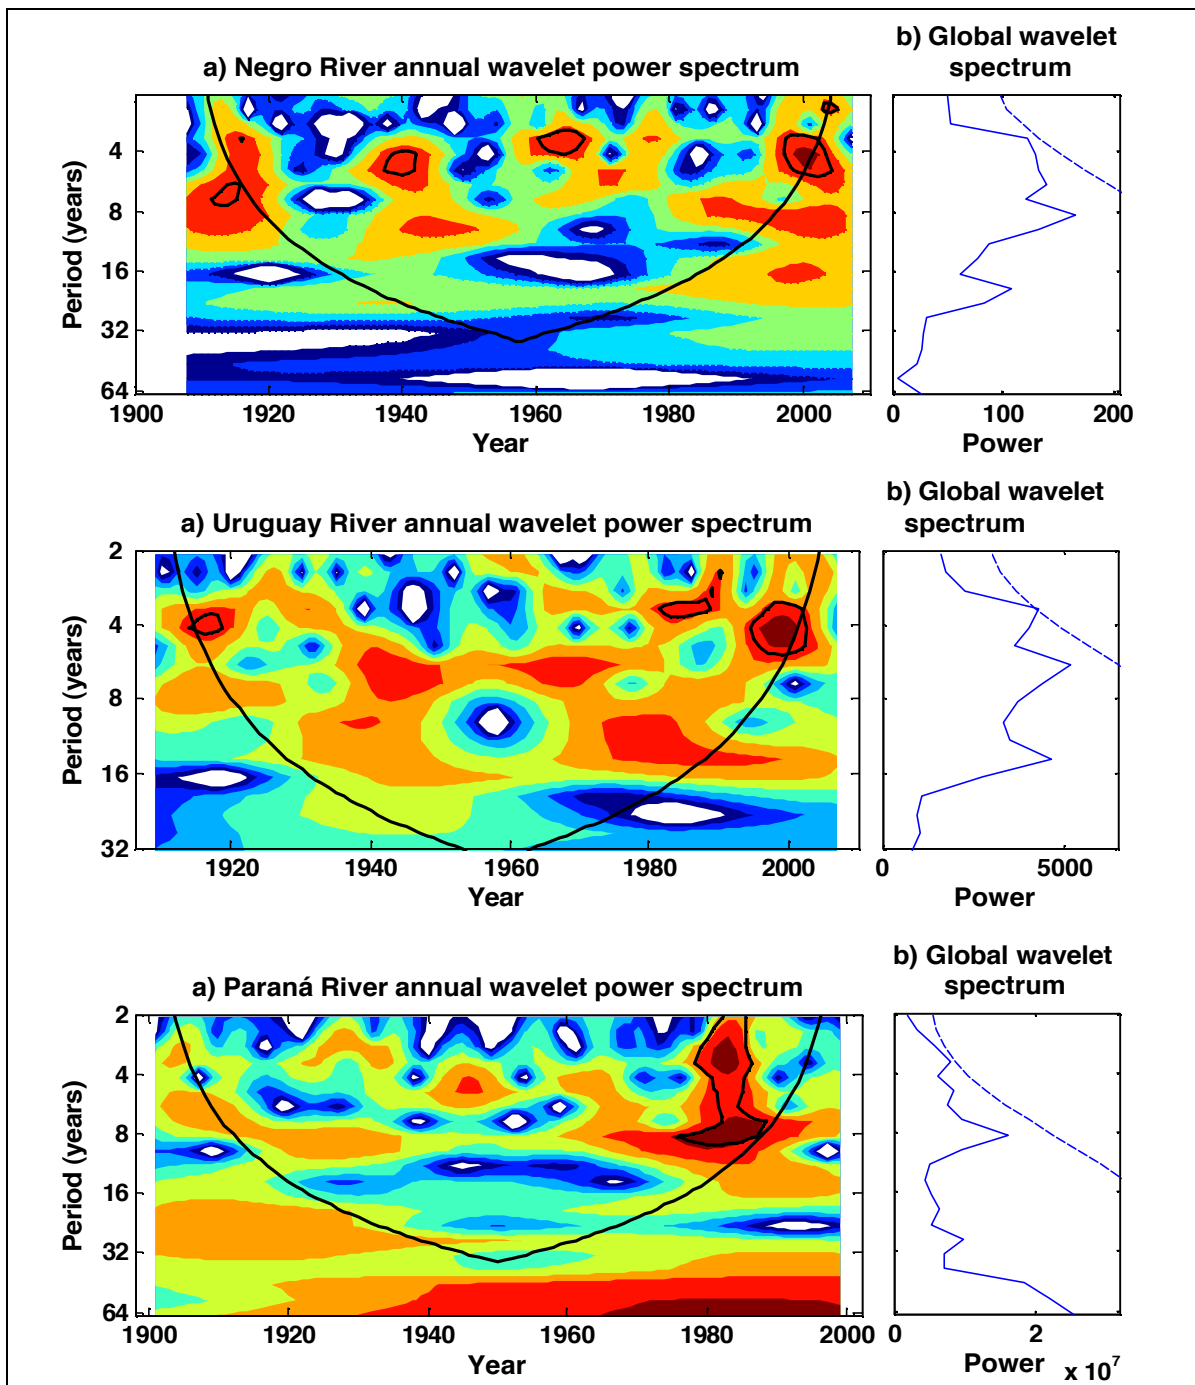 b) Global wavelet
spectrum
a) Negro River annual wavelet power spectrum
Period (years)
4
8
16
32
64
1900 1920 1940 1960 1980 2000
Year
0 100 200
Power
b) Global wavelet
spectrum
a) Uruguay River annual wavelet power spectrum
Period (years)
2
4
8
16
32
1920 1940 1960 1980 2000
Year
0 5000
Power
b) Global wavelet
spectrum
a) Paraná River annual wavelet power spectrum
Period (years)
2
4
8
16
32
64
1900 1920 1940 1960 1980 2000
Year
0 2
Power x 10⁷